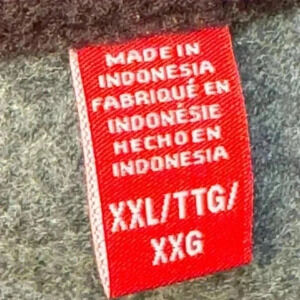 MADE IN
INDONESIA
FABRIQUÉ EN
INDONÉSIE
HECHO EN
INDONESIA
XXL/TTG/
XXG